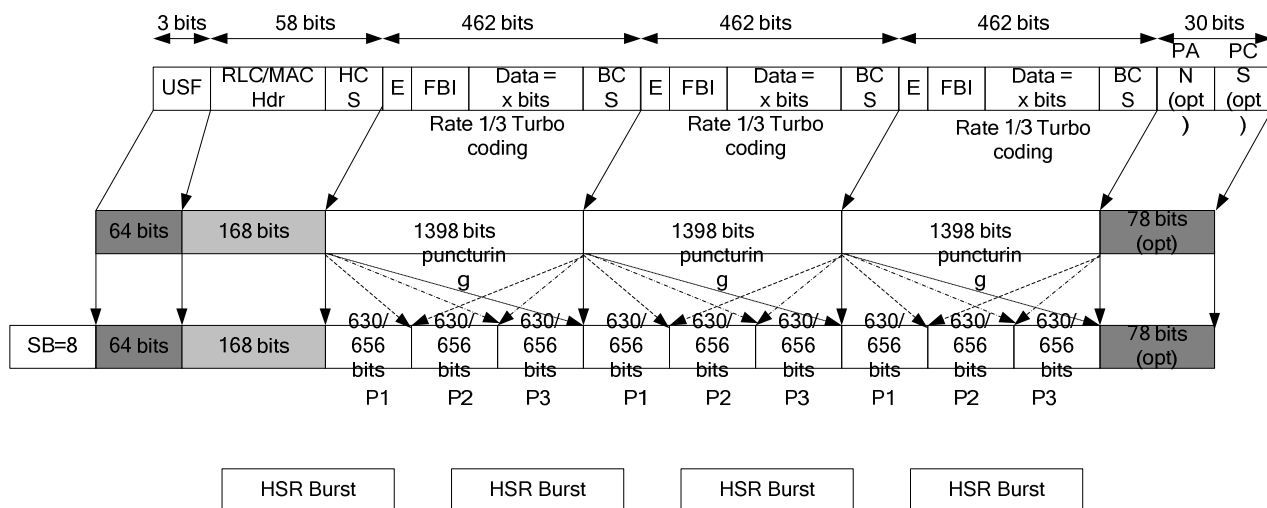 3 bits 58 bits 462 bits 462 bits 462 bits 30 bits
USF RLC/MAC Hdr HC S E FBI Data = x bits BC S E FBI Data = x bits BC S E FBI Data = x bits BC S PA N (opt ) PC S (opt )
Rate 1/3 Turbo coding Rate 1/3 Turbo coding Rate 1/3 Turbo coding
64 bits 168 bits 1398 bits puncturin g 1398 bits puncturin g 1398 bits puncturin g 78 bits (opt)
SB=8 64 bits 168 bits 630/ 656 bits 630/ 656 bits 630/ 656 bits 630/ 656 bits 630/ 656 bits 630/ 656 bits 630/ 656 bits 630/ 656 bits 630/ 656 bits 78 bits (opt)
P1 P2 P3 P1 P2 P3 P1 P2 P3
HSR Burst HSR Burst HSR Burst HSR Burst